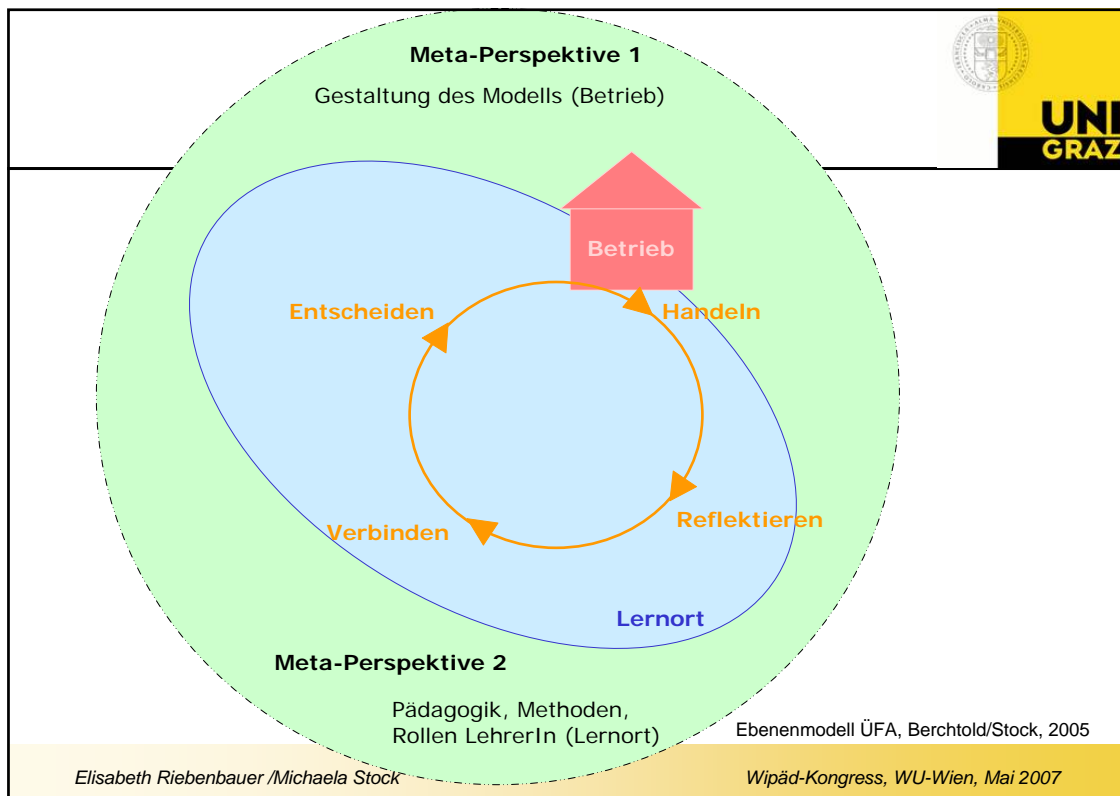 Meta-Perspektive 1
Gestaltung des Modells (Betrieb)
UNI
GRAZ
Betrieb
Entscheiden
Handeln
Verbinden
Reflektieren
Lernort
Meta-Perspektive 2
Pädagogik, Methoden,
Rollen LehrerIn (Lernort)
Ebenenmodell ÜFA, Berchtold/Stock, 2005
Elisabeth Riebenbauer /Michaela Stock
Wipäd-Kongress, WU-Wien, Mai 2007